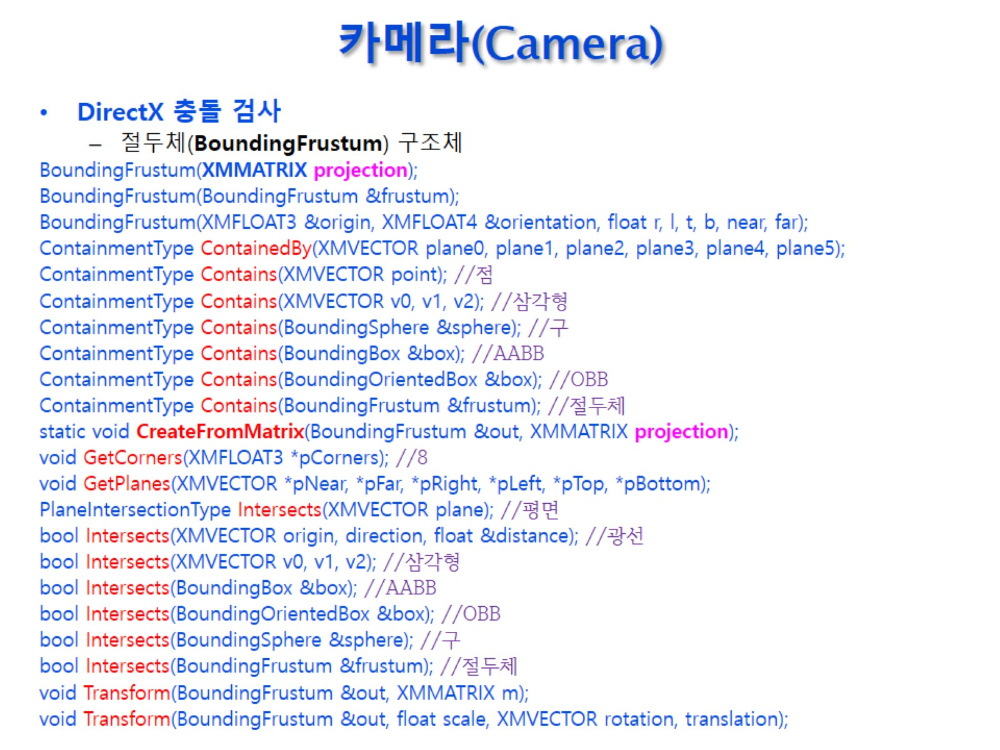 카메라(Camera)
• DirectX 충돌 검사
– 절두체(BoundingFrustum) 구조체
BoundingFrustum(XMMATRIX projection);
BoundingFrustum(BoundingFrustum &frustum);
BoundingFrustum(XMFLOAT3 &origin, XMFLOAT4 &orientation, float r, l, t, b, near, far);
ContainmentType ContainedBy(XMVECTOR plane0, plane1, plane2, plane3, plane4, plane5);
ContainmentType Contains(XMVECTOR point); //점
ContainmentType Contains(XMVECTOR v0, v1, v2); //삼각형
ContainmentType Contains(BoundingSphere &sphere); //구
ContainmentType Contains(BoundingBox &box); //AABB
ContainmentType Contains(BoundingOrientedBox &box); //OBB
ContainmentType Contains(BoundingFrustum &frustum); //절두체
static void CreateFromMatrix(BoundingFrustum &out, XMMATRIX projection);
void GetCorners(XMFLOAT3 *pCorners); //8
void GetPlanes(XMVECTOR *pNear, *pFar, *pRight, *pLeft, *pTop, *pBottom);
PlaneIntersectionType Intersects(XMVECTOR plane); //평면
bool Intersects(XMVECTOR origin, direction, float &distance); //광선
bool Intersects(XMVECTOR v0, v1, v2); //삼각형
bool Intersects(BoundingBox &box); //AABB
bool Intersects(BoundingOrientedBox &box); //OBB
bool Intersects(BoundingSphere &sphere); //구
bool Intersects(BoundingFrustum &frustum); //절두체
void Transform(BoundingFrustum &out, XMMATRIX m);
void Transform(BoundingFrustum &out, float scale, XMVECTOR rotation, translation);